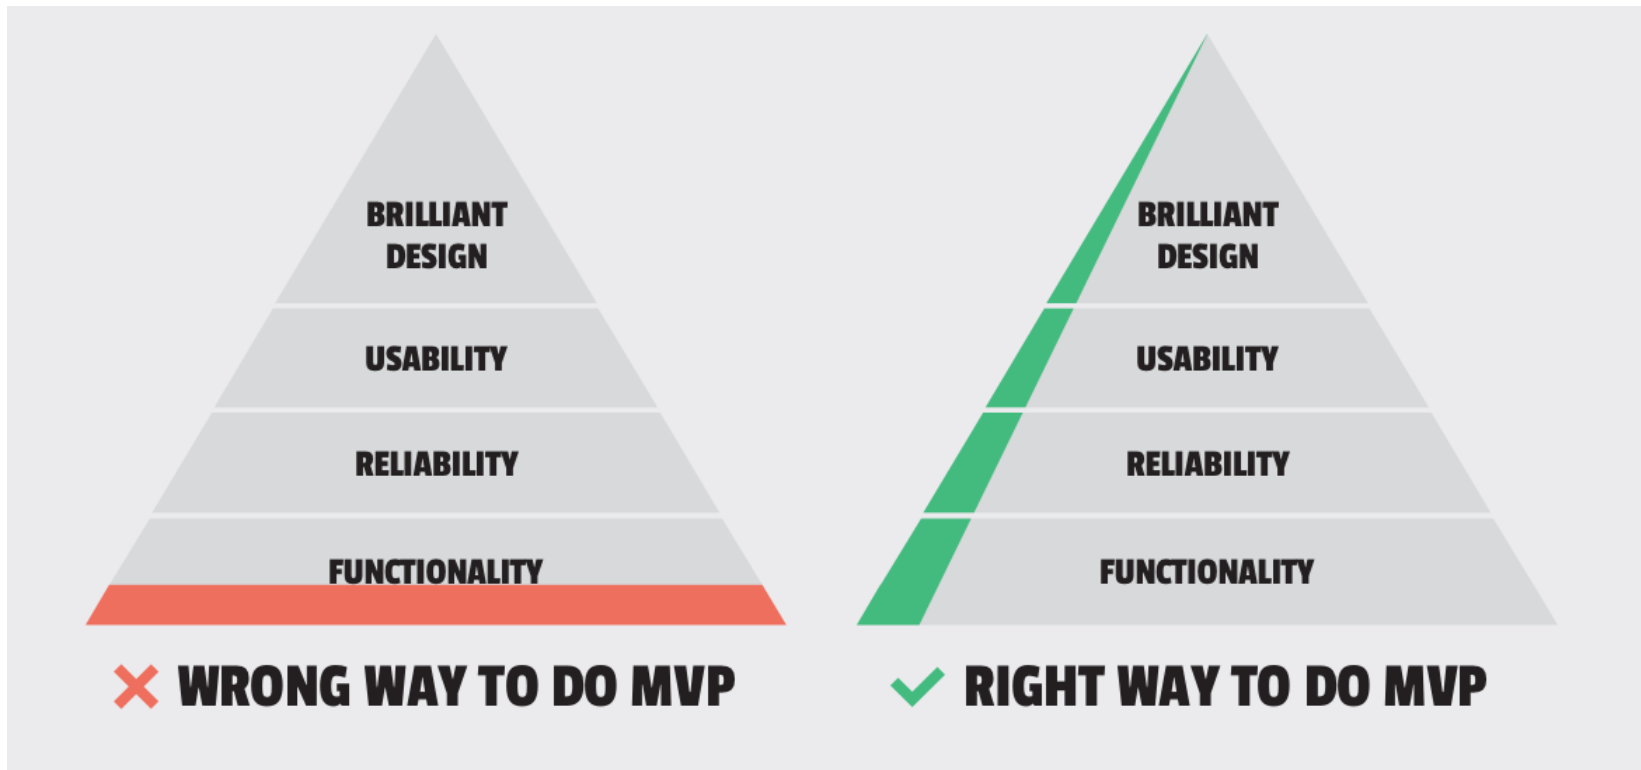 BRILLIANT
DESIGN
USABILITY
RELIABILITY
FUNCTIONALITY
WRONG WAY TO DO MVP
BRILLIANT
DESIGN
USABILITY
RELIABILITY
FUNCTIONALITY
RIGHT WAY TO DO MVP